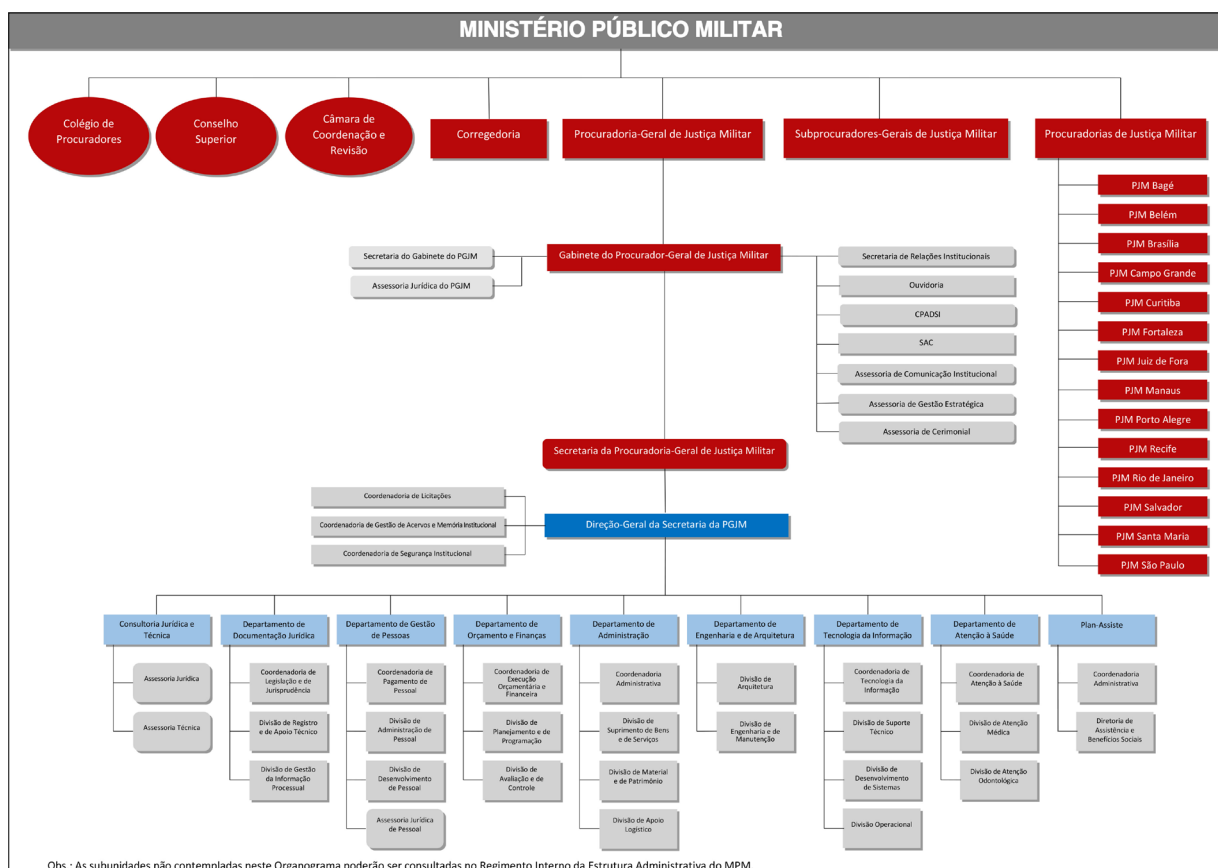 MINISTÉRIO PÚBLICO MILITAR
Colégio de
Procuradores
Conselho
Superior
Câmara de
Coordenação e
Revisão
Corregedoria
Procuradoria-Geral de Justiça Militar
Subprocuradores-Gerais de Justiça Militar
Procuradorias de Justiça Militar
PJM Bagé
PJM Belém
PJM Brasília
PJM Campo Grande
PJM Curitiba
PJM Fortaleza
PJM Juiz de Fora
PJM Manaus
PJM Porto Alegre
PJM Recife
PJM Rio de Janeiro
PJM Salvador
PJM Santa Maria
PJM São Paulo
Gabinete do Procurador-Geral de Justiça Militar
Secretaria do Gabinete do PGJM
Assessoria Jurídica do PGJM
Secretaria de Relações Institucionais
Ouvidoria
CPADSI
SAC
Assessoria de Comunicação Institucional
Assessoria de Gestão Estratégica
Assessoria de Cerimonial
Secretaria da Procuradoria-Geral de Justiça Militar
Coordenadoria de Licitações
Coordenadoria de Gestão de Acervos e Memória Institucional
Coordenadoria de Segurança Institucional
Direção-Geral da Secretaria da PGJM
Consultoria Jurídica e
Técnica
Assessoria Jurídica
Assessoria Técnica
Departamento de
Documentação Jurídica
Coordenadoria de
Legislação e de
Jurisprudência
Divisão de Registro
e de Apoio Técnico
Divisão de Gestão
da Informação
Processual
Departamento de Gestão
de Pessoas
Coordenadoria de
Pagamento de
Pessoal
Divisão de
Administração de
Pessoal
Divisão de
Desenvolvimento
de Pessoal
Assessoria Jurídica
de Pessoal
Departamento de
Orçamento e Finanças
Coordenadoria de
Execução
Orçamentária e
Financeira
Divisão de
Planejamento e de
Programação
Divisão de
Avaliação e de
Controle
Departamento de
Administração
Coordenadoria
Administrativa
Divisão de
Suprimento de Bens
e de Serviços
Divisão de Material
e de Patrimônio
Divisão de Apoio
Logístico
Departamento de
Engenharia e de Arquitetura
Divisão de
Arquitetura
Divisão de
Engenharia e de
Manutenção
Departamento de
Tecnologia da Informação
Coordenadoria de
Tecnologia da
Informação
Divisão de Suporte
Técnico
Divisão de
Desenvolvimento
de Sistemas
Divisão Operacional
Departamento de
Atenção à Saúde
Coordenadoria de
Atenção à Saúde
Divisão de Atenção
Médica
Divisão de Atenção
Odontológica
Plan-Assiste
Coordenadoria
Administrativa
Diretoria de
Assistência e
Benefícios Sociais
Obs.: As subunidades não contempladas neste Organograma poderão ser consultadas no Regimento Interno da Estrutura Administrativa do MPM.